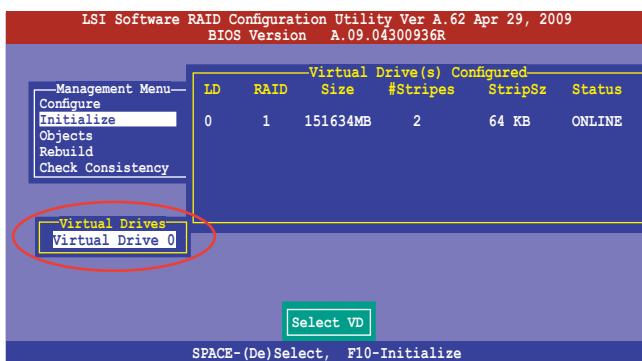 LSI Software RAID Configuration Utility Ver A.62 Apr 29, 2009
BIOS Version A.09.04300936R
Management Menu
Configure
Initialize
Objects
Rebuild
Check Consistency
Virtual Drive(s) Configured
LD RAID Size #Stripes StripSz Status
0 1 151634MB 2 64 KB ONLINE
Virtual Drives
Virtual Drive 0
Select VD
SPACE-(De)Select, F10-Initialize